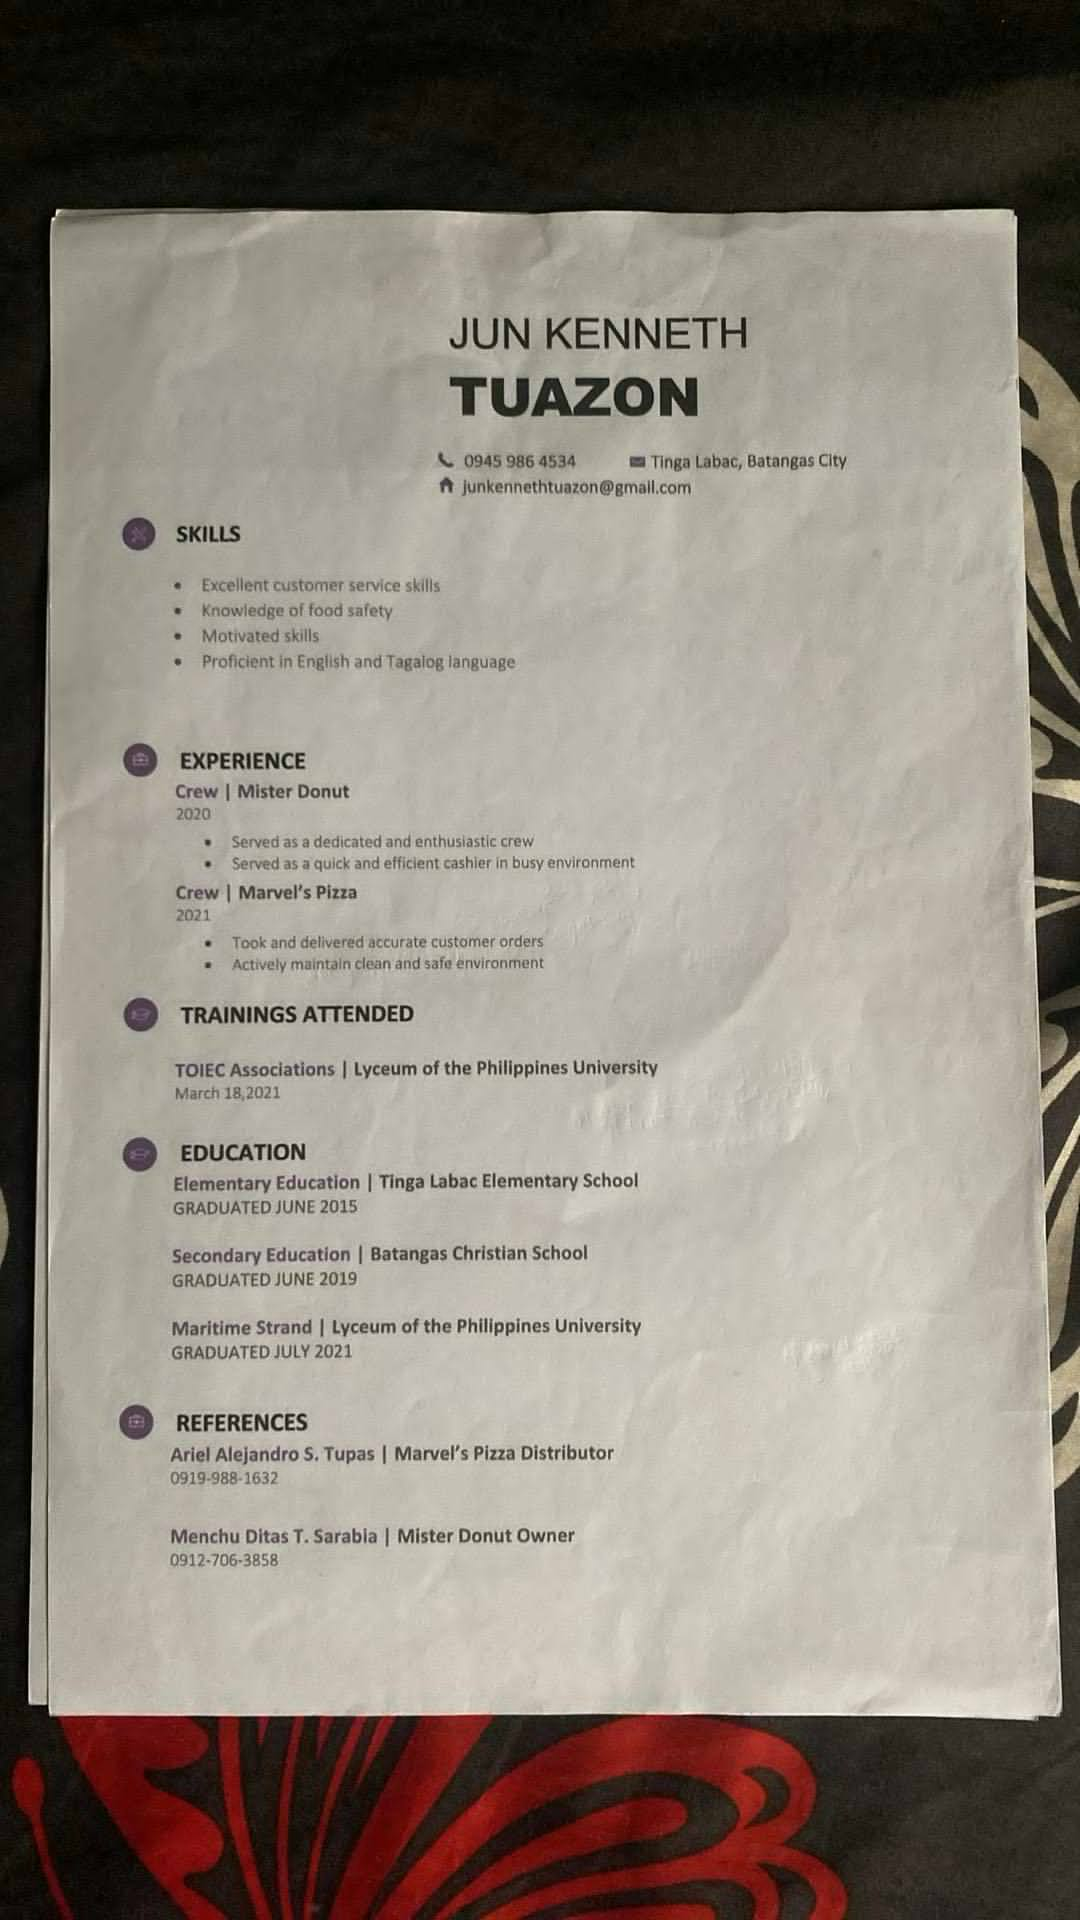 JUN KENNETH
TUAZON
0945 986 4534 Tinga Labac, Batangas City
junkennethtuazon@gmail.com
SKILLS
• Excellent customer service skills
• Knowledge of food safety
• Motivated skills
• Proficient in English and Tagalog language
EXPERIENCE
Crew | Mister Donut
2020
• Served as a dedicated and enthusiastic crew
• Served as a quick and efficient cashier in busy environment
Crew | Marvel's Pizza
2021
• Took and delivered accurate customer orders
• Actively maintain clean and safe environment
TRAININGS ATTENDED
TOIEC Associations | Lyceum of the Philippines University
March 18,2021
EDUCATION
Elementary Education | Tinga Labac Elementary School
GRADUATED JUNE 2015
Secondary Education | Batangas Christian School
GRADUATED JUNE 2019
Maritime Strand | Lyceum of the Philippines University
GRADUATED JULY 2021
REFERENCES
Ariel Alejandro S. Tupas | Marvel's Pizza Distributor
0919-988-1632
Menchu Ditas T. Sarabia | Mister Donut Owner
0912-706-3858